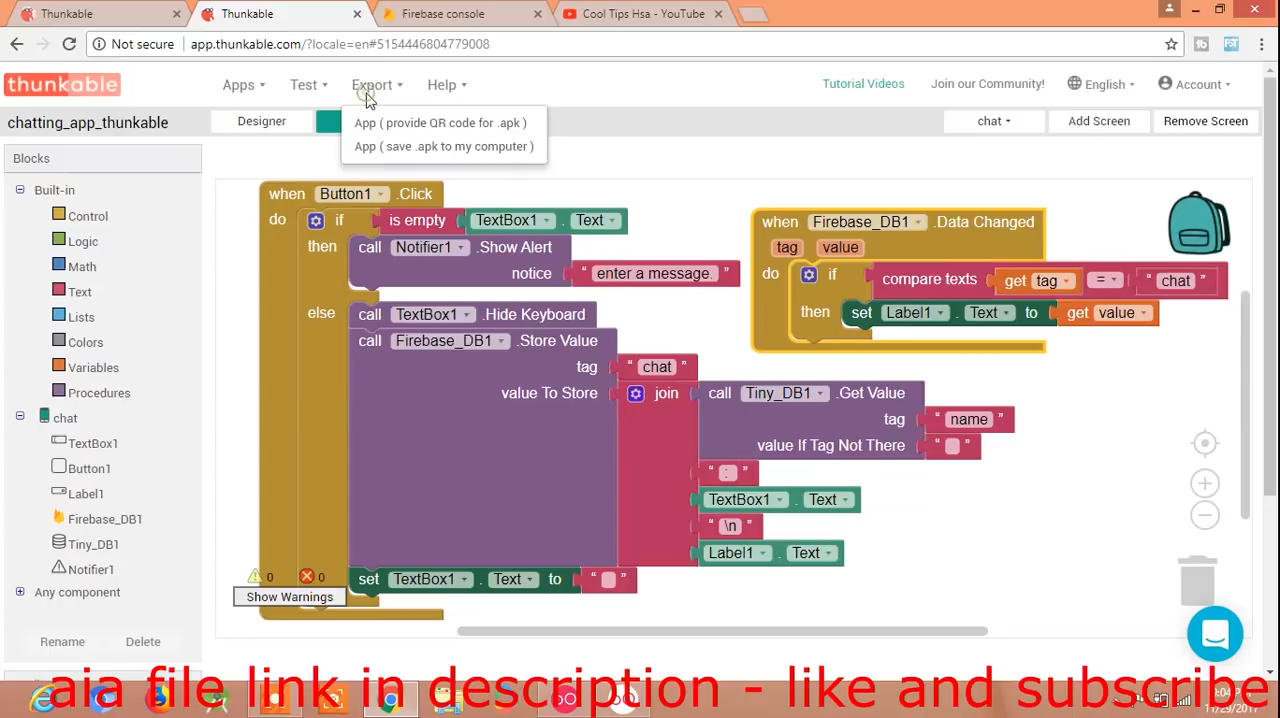 Thunkable
Thunkable
Firebase console
Cool Tips Hsa - YouTube
Not secure
app.thunkable.com/?locale=en#5154446804779008
thunkable
Apps
Test
Export
Help
Tutorial Videos
Join our Community!
English
Account
chatting_app_thunkable
Designer
App ( provide QR code for .apk )
App ( save .apk to my computer )
chat
Add Screen
Remove Screen
Blocks
Built-in
Control
Logic
Math
Text
Lists
Colors
Variables
Procedures
chat
TextBox1
Button1
Label1
Firebase_DB1
Tiny_DB1
Notifier1
Any component
Rename
Delete
when Button1 .Click
do if is empty TextBox1 . Text
then call Notifier1 .Show Alert
notice " enter a message. "
else call TextBox1 .Hide Keyboard
call Firebase_DB1 .Store Value
tag " chat "
value To Store join call Tiny_DB1 .Get Value
tag " name "
value If Tag Not There " "
" : "
TextBox1 . Text
" \n "
Label1 . Text
set TextBox1 . Text to " "
0 0
Show Warnings
when Firebase_DB1 .Data Changed
tag value
do if compare texts get tag = " chat "
then set Label1 . Text to get value
aia file link in description - like and subscribe
11/29/2017